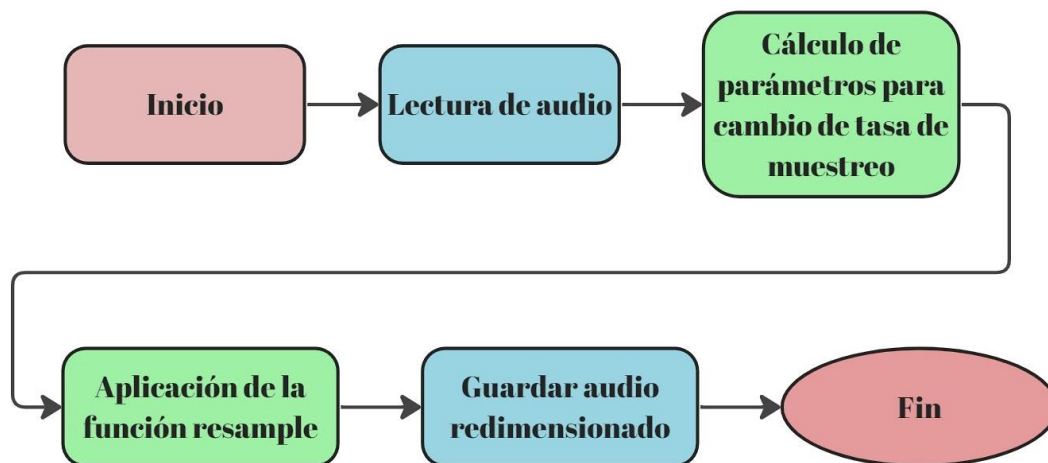 Inicio
Lectura de audio
Cálculo de
parámetros para
cambio de tasa de
muestreo
Aplicación de la
función resample
Guardar audio
redimensionado
Fin